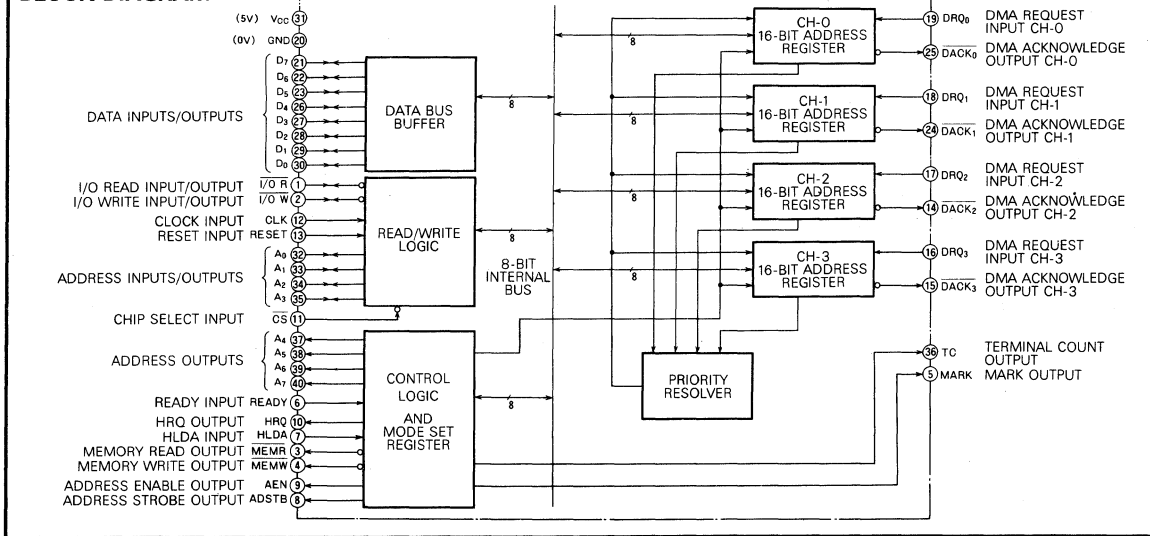 BLOCK DIAGRAM
(5V) VCC 31
(0V) GND 20
D7 21
D6 22
D5 23
D4 26
D3 27
D2 28
D1 29
D0 30
DATA INPUTS/OUTPUTS
DATA BUS
BUFFER
8
I/O READ INPUT/OUTPUT I/O R 1
I/O WRITE INPUT/OUTPUT I/O W 2
CLOCK INPUT CLK 12
RESET INPUT RESET 13
READ/WRITE
LOGIC
8
8-BIT
INTERNAL
BUS
A0 32
A1 33
A2 34
A3 35
ADDRESS INPUTS/OUTPUTS
CHIP SELECT INPUT CS 11
A4 37
A5 38
A6 39
A7 40
ADDRESS OUTPUTS
CONTROL
LOGIC
AND
MODE SET
REGISTER
8
READY INPUT READY 6
HRQ OUTPUT HRQ 10
HLDA INPUT HLDA 7
MEMORY READ OUTPUT MEMR 3
MEMORY WRITE OUTPUT MEMW 4
ADDRESS ENABLE OUTPUT AEN 9
ADDRESS STROBE OUTPUT ADSTB 8
8
CH-0
16-BIT ADDRESS
REGISTER
19 DRQ0 DMA REQUEST
INPUT CH-0
25 DACK0 DMA ACKNOWLEDGE
OUTPUT CH-0
8
CH-1
16-BIT ADDRESS
REGISTER
18 DRQ1 DMA REQUEST
INPUT CH-1
24 DACK1 DMA ACKNOWLEDGE
OUTPUT CH-1
8
CH-2
16-BIT ADDRESS
REGISTER
17 DRQ2 DMA REQUEST
INPUT CH-2
14 DACK2 DMA ACKNOWLEDGE
OUTPUT CH-2
8
CH-3
16-BIT ADDRESS
REGISTER
16 DRQ3 DMA REQUEST
INPUT CH-3
15 DACK3 DMA ACKNOWLEDGE
OUTPUT CH-3
PRIORITY
RESOLVER
36 TC TERMINAL COUNT
OUTPUT
5 MARK MARK OUTPUT